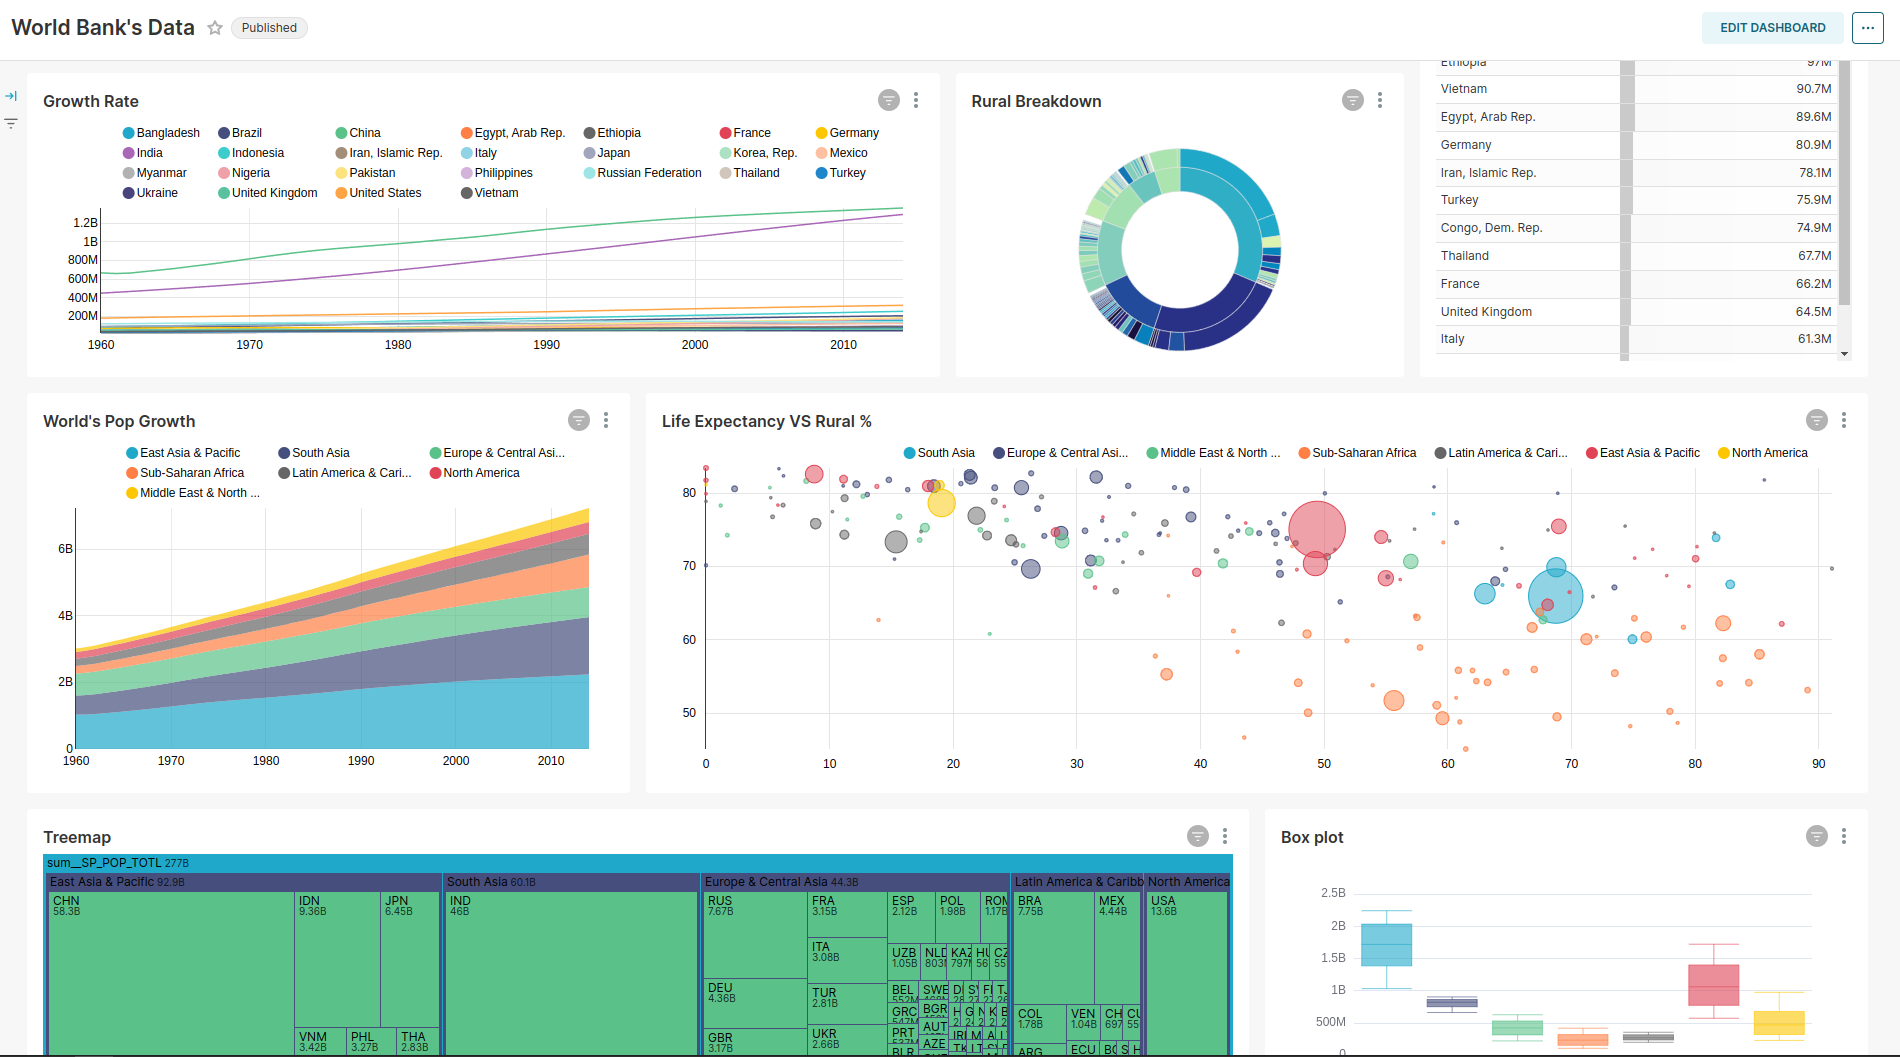 World Bank's Data
Published
EDIT DASHBOARD
Growth Rate
Bangladesh Brazil China Egypt, Arab Rep. Ethiopia France Germany
India Indonesia Iran, Islamic Rep. Italy Japan Korea, Rep. Mexico
Myanmar Nigeria Pakistan Philippines Russian Federation Thailand Turkey
Ukraine United Kingdom United States Vietnam
1.2B
1B
800M
600M
400M
200M
1960 1970 1980 1990 2000 2010
Rural Breakdown
Ethiopia 97M
Vietnam 90.7M
Egypt, Arab Rep. 89.6M
Germany 80.9M
Iran, Islamic Rep. 78.1M
Turkey 75.9M
Congo, Dem. Rep. 74.9M
Thailand 67.7M
France 66.2M
United Kingdom 64.5M
Italy 61.3M
World's Pop Growth
East Asia & Pacific South Asia Europe & Central Asi...
Sub-Saharan Africa Latin America & Cari... North America
Middle East & North ...
6B
4B
2B
0
1960 1970 1980 1990 2000 2010
Life Expectancy VS Rural %
South Asia Europe & Central Asi... Middle East & North ... Sub-Saharan Africa Latin America & Cari... East Asia & Pacific North America
80
70
60
50
0 10 20 30 40 50 60 70 80 90
Treemap
sum__SP_POP_TOTL 277B
East Asia & Pacific 92.9B
CHN
58.3B
IDN
9.36B
JPN
6.45B
VNM
3.42B
PHL
3.27B
THA
2.83B
South Asia 60.1B
IND
46B
Europe & Central Asia 44.3B
RUS
7.67B
DEU
4.36B
GBR
3.17B
FRA
3.15B
ITA
3.08B
TUR
2.81B
UKR
2.66B
ESP
2.12B
POL
1.98B
ROM
1.17B
UZB
1.05B
NLD
803M
KAZ
797M
BEL
552M
SWE
GRC
547M
BGR
PRT
537M
AUT
BLR
AZE
Latin America & Caribb
BRA
7.75B
MEX
4.44B
COL
1.78B
VEN
1.04B
CH
697
CU
55
ARG
ECU
North America
USA
13.6B
Box plot
2.5B
2B
1.5B
1B
500M
0